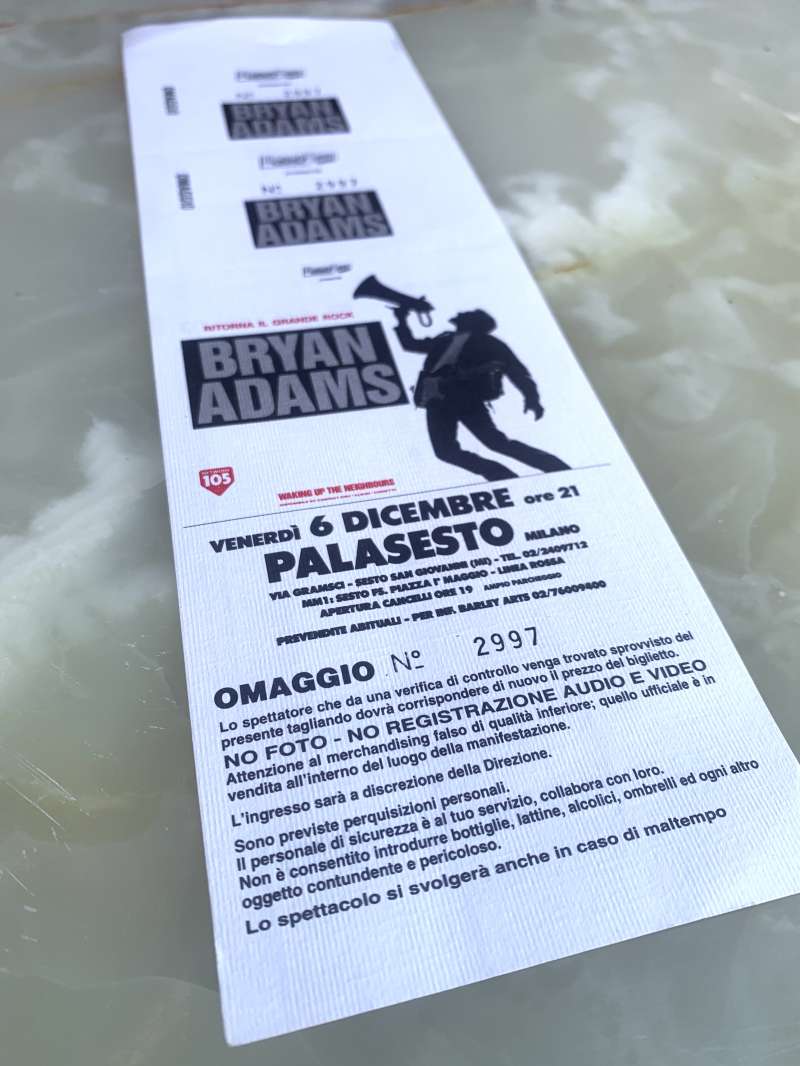 Nº 2997
BRYAN
ADAMS
Nº 2997
BRYAN
ADAMS
RITORNA IL GRANDE ROCK
BRYAN
ADAMS
NETWORK
105
WAKING UP THE NEIGHBOURS
VENERDÌ 6 DICEMBRE ore 21
PALASESTO MILANO
VIA GRAMSCI - SESTO SAN GIOVANNI (MI) - TEL. 02/2409712
MM1: SESTO FS. PIAZZA 1° MAGGIO - LINEA ROSSA
APERTURA CANCELLI ORE 19 AMPIO PARCHEGGIO
PREVENDITE ABITUALI - PER INF. BARLEY ARTS 02/76009600
OMAGGIO Nº 2997
Lo spettatore che da una verifica di controllo venga trovato sprovvisto del
presente tagliando dovrà corrispondere di nuovo il prezzo del biglietto.
NO FOTO - NO REGISTRAZIONE AUDIO E VIDEO
Attenzione al merchandising falso di qualità inferiore; quello ufficiale è in
vendita all'interno del luogo della manifestazione.
L'ingresso sarà a discrezione della Direzione.
Sono previste perquisizioni personali.
Il personale di sicurezza è al tuo servizio, collabora con loro.
Non è consentito introdurre bottiglie, lattine, alcolici, ombrelli ed ogni altro
oggetto contundente e pericoloso.
Lo spettacolo si svolgerà anche in caso di maltempo